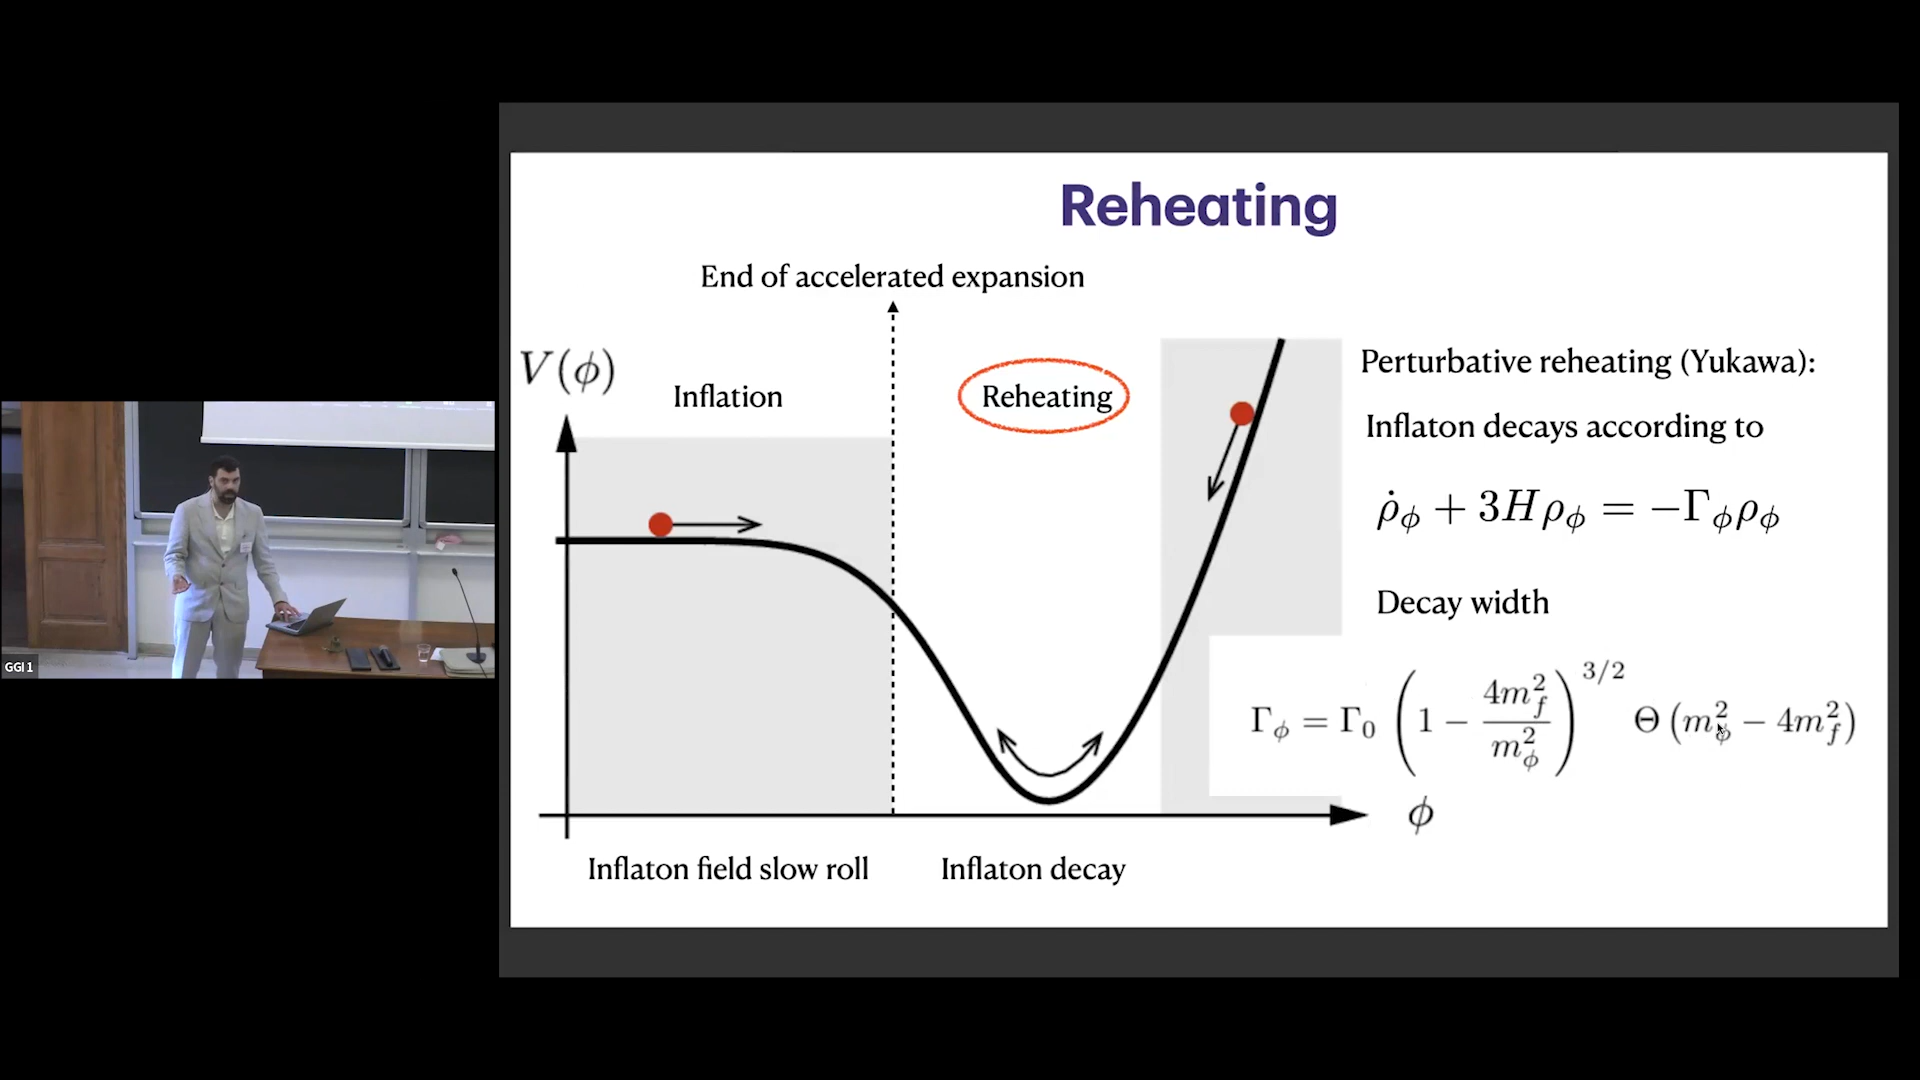 Reheating
End of accelerated expansion
V(ϕ)
Inflation
Reheating
Perturbative reheating (Yukawa):
Inflaton decays according to
ρ̇_ϕ + 3Hρ_ϕ = −Γ_ϕρ_ϕ
Decay width
Γ_ϕ = Γ_0 (1 − 4m_f^2 / m_ϕ^2)^{3/2} Θ (m_ϕ^2 − 4m_f^2)
ϕ
Inflaton field slow roll
Inflaton decay
GGI 1